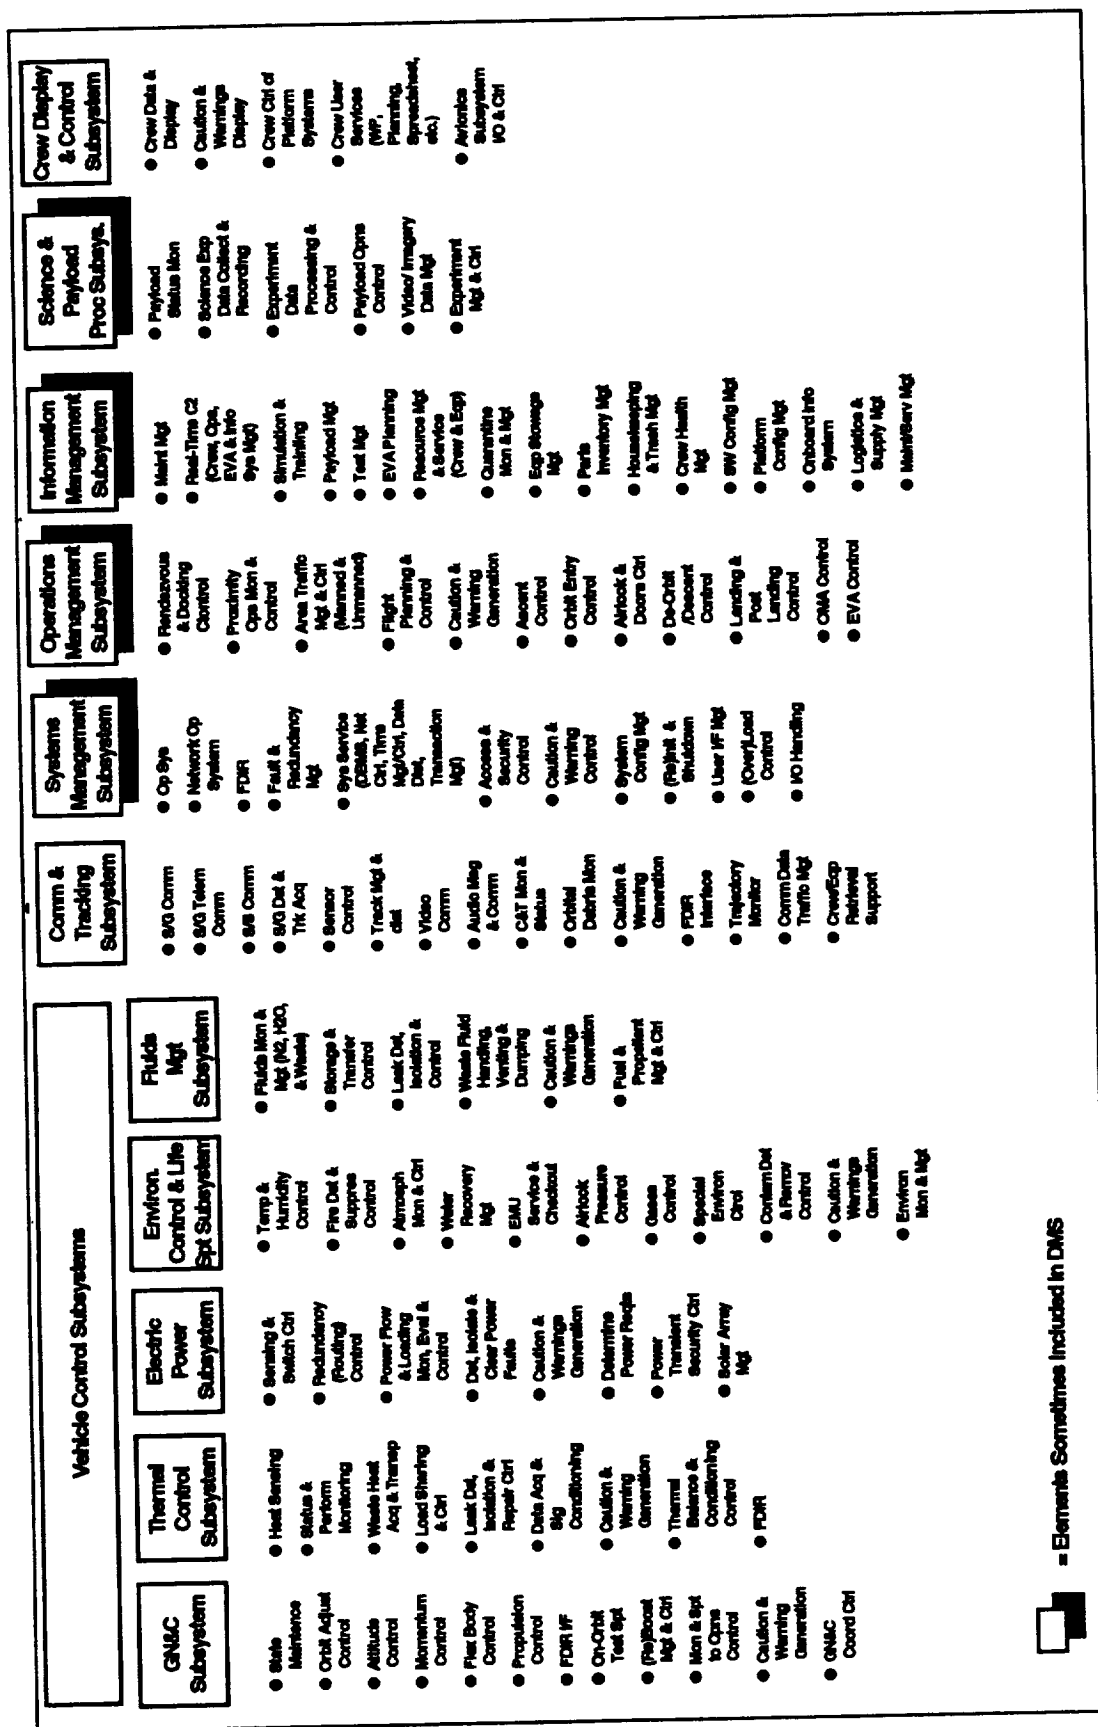 Vehicle Control Subsystems
GN&C
Subsystem
● State
Maintence
● Orbit Adjust
Control
● Attitude
Control
● Momentum
Control
● Flex Body
Control
● Propulsion
Control
● FDIR I/F
● On-Orbit
Test Spt
● (Re)Boost
Mgt & Ctrl
● Mon & Spt
to Opns
Control
● Caution &
Warning
Generation
● GN&C
Coord Ctrl
Thermal
Control
Subsystem
● Heat Sensing
● Status &
Perform
Monitoring
● Waste Heat
Acq & Transp
● Load Sharing
& Ctrl
● Leak Det,
Isolation &
Repair Ctrl
● Data Acq &
Sig
Conditioning
● Caution &
Warning
Generation
● Thermal
Balance &
Conditioning
Control
● FDIR
Electric
Power
Subsystem
● Sensing &
Switch Ctrl
● Redundancy
(Routing)
Control
● Power Flow
& Loading
Mon, Eval &
Control
● Det, Isolate &
Clear Power
Faults
● Caution &
Warnings
Generation
● Determine
Power Reqts
● Power
Transient
Security Ctrl
● Solar Array
Mgt
Environ.
Control & Life
Spt Subsystem
● Temp &
Humidity
Control
● Fire Det &
Suppres
Control
● Atmosph
Mon & Ctrl
● Water
Recovery
Mgt
● EMU
Service &
Checkout
● Airlock
Pressure
Control
● Gases
Control
● Special
Environ
Ctrol
● Contam Det
& Remov
Control
● Caution &
Warnings
Generation
● Environ
Mon & Mgt
Fluids
Mgt
Subsystem
● Fluids Mon &
Mgt (N2, H2O,
& Waste)
● Storage &
Transfer
Control
● Leak Det,
Isolation &
Control
● Waste Fluid
Handling,
Venting &
Dumping
● Caution &
Warnings
Generation
● Fuel &
Propellant
Mgt & Ctrl
Comm &
Tracking
Subsystem
● S/G Comm
● S/G Telem
Comm
● S/S Comm
● S/G Dat &
Trk Acq
● Sensor
Control
● Track Mgt &
dist
● Video
Comm
● Audio Msg
& Comm
● C&T Mon &
Status
● Orbital
Debris Mon
● Caution &
Warning
Generation
● FDIR
Interface
● Trajectory
Monitor
● Comm Data
Traffic Mgt
● Crew/Eqp
Retrieval
Support
Systems
Management
Subsystem
● Op Sys
● Network Op
System
● FDIR
● Fault &
Redundancy
Mgt
● Sys Service
(DBMS, Net
Ctrl, Time
Mgt/Ctrl, Data
Dist,
Transaction
Mgt)
● Access &
Security
Control
● Caution &
Warning
Control
● System
Config Mgt
● (Re)Init &
Shutdown
● User I/F Mgt
● (Over)Load
Control
● I/O Handling
Operations
Management
Subsystem
● Rendezvous
& Docking
Ctontrol
● Proximity
Ops Mon &
Control
● Area Traffic
Mgt & Ctrl
(Manned &
Unmanned)
● Flight
Planning &
Control
● Caution &
Warning
Generation
● Ascent
Control
● Orbit Entry
Control
● Airlock &
Doors Ctrl
● De-Orbit
/Descent
Control
● Landing &
Post
Landing
Control
● OMA Control
● EVA Control
Information
Management
Subsystem
● Maint Mgt
● Real-Time C2
(Crew, Ops,
EVA & Info
Sys Mgt)
● Simulation &
Training
● Payload Mgt
● Test Mgt
● EVA Planning
● Resource Mgt
& Service
(Crew & Eqp)
● Quarantine
Mon & Mgt
● Eqp Stowage
Mgt
● Parts
Inventory Mgt
● Housekeeping
& Trash Mgt
● Crew Health
Mgt
● SW Config Mgt
● Platform
Config Mgt
● Onboard Info
System
● Logistics &
Supply Mgt
● Maint/Serv Mgt
Science &
Payload
Proc Subsys.
● Payload
Status Mon
● Science Exp
Data Collect &
Recording
● Experiment
Data
Processing &
Control
● Payload Opns
Control
● Video/ Imagery
Data Mgt
● Experiment
Mgt & Ctrl
Crew Display
& Control
Subsystem
● Crew Data &
Display
● Caution &
Warnings
Display
● Crew Ctrl of
Platform
Systems
● Crew User
Services
(WP,
Planning,
Spreadsheet,
etc.)
● Avionics
Subsystem
I/O & Ctrl
= Elements Sometimes Included in DMS